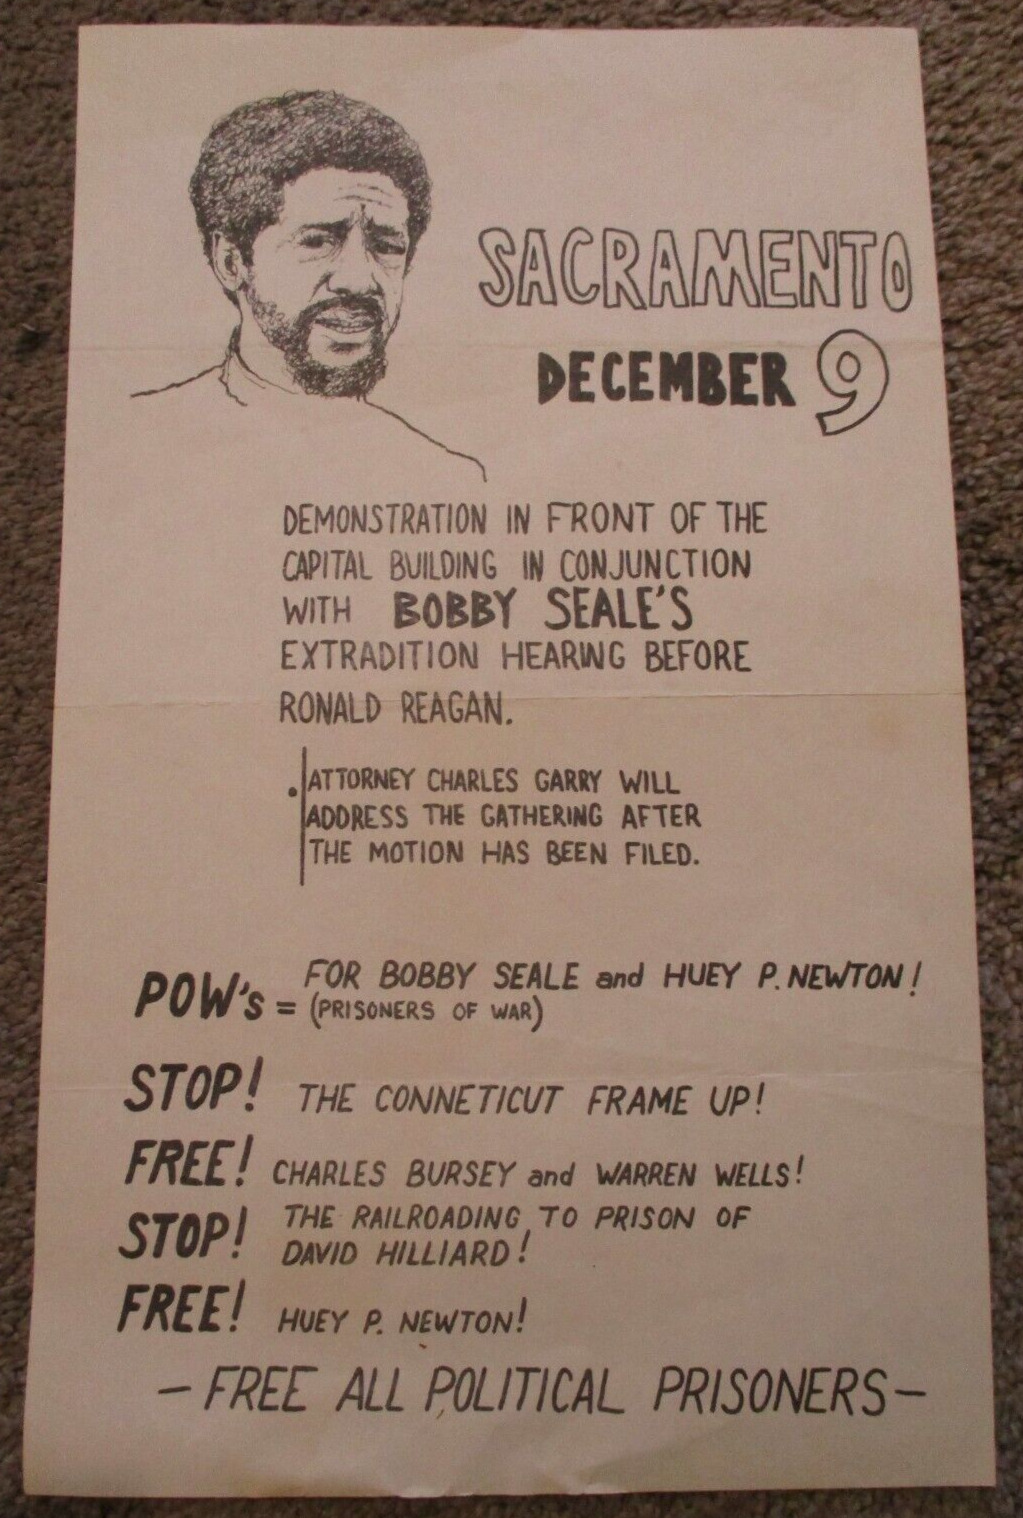 SACRAMENTO
DECEMBER 9
DEMONSTRATION IN FRONT OF THE
CAPITAL BUILDING IN CONJUNCTION
WITH BOBBY SEALE'S
EXTRADITION HEARING BEFORE
RONALD REAGAN.
. ATTORNEY CHARLES GARRY WILL
ADDRESS THE GATHERING AFTER
THE MOTION HAS BEEN FILED.
FOR BOBBY SEALE and HUEY P. NEWTON!
POW's = (PRISONERS OF WAR)
STOP! THE CONNETICUT FRAME UP!
FREE! CHARLES BURSEY and WARREN WELLS!
STOP! THE RAILROADING TO PRISON OF
DAVID HILLIARD!
FREE! HUEY P. NEWTON!
— FREE ALL POLITICAL PRISONERS —